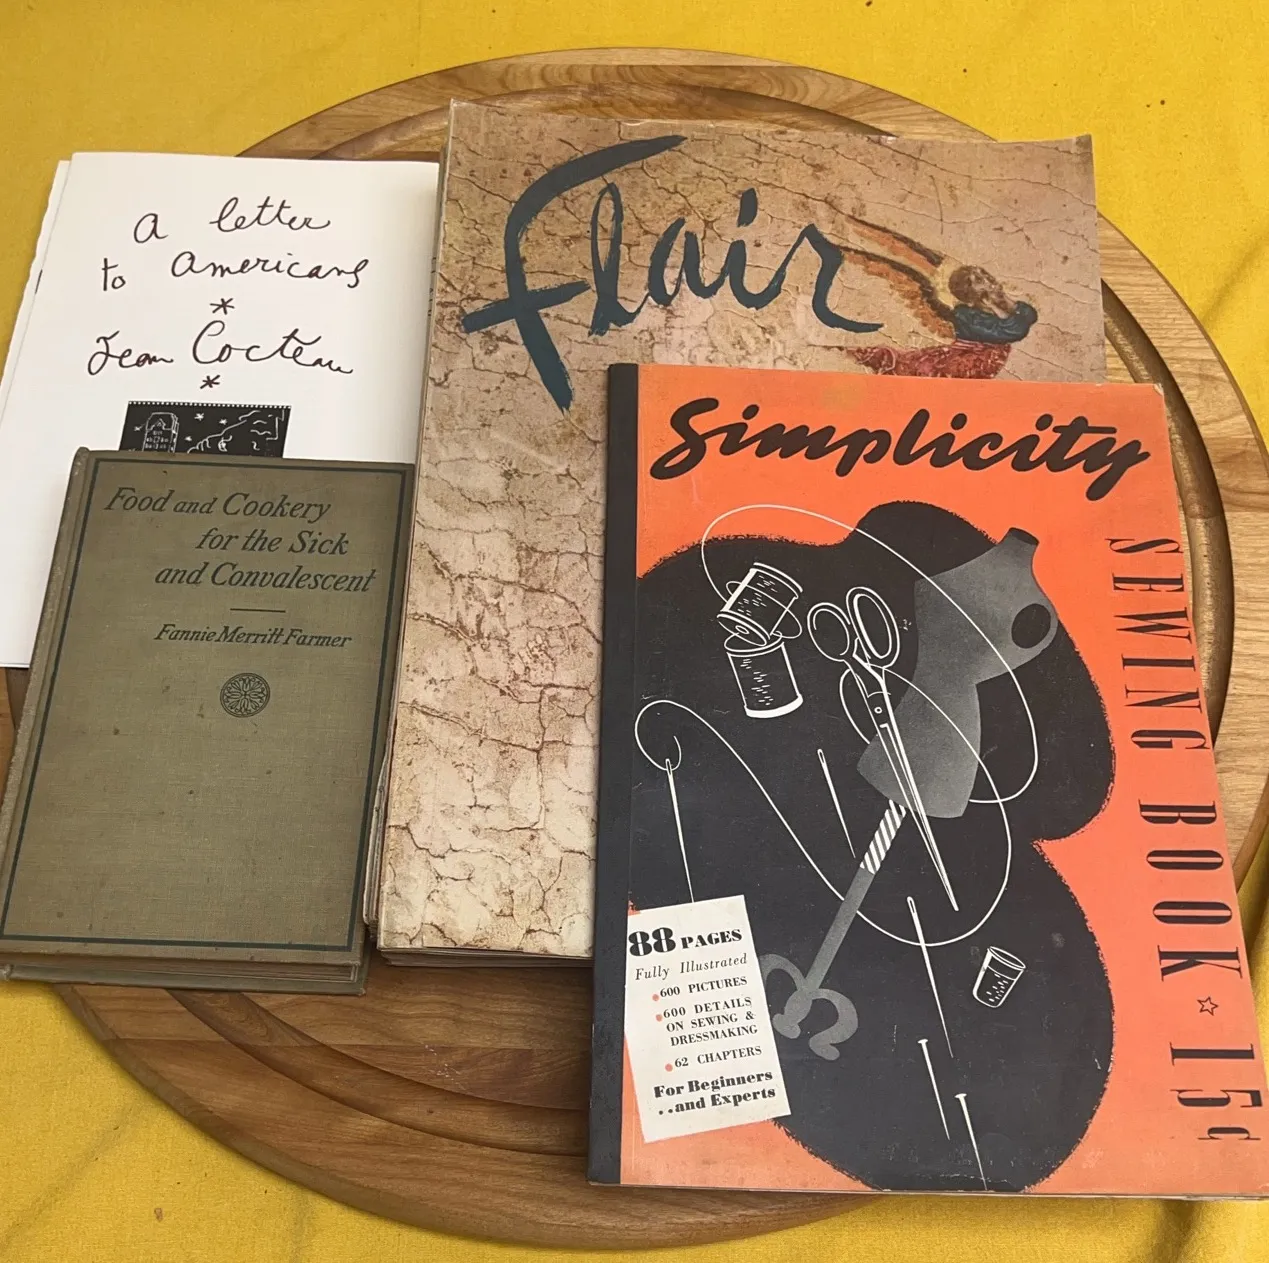 a letter
to americans
*
Jean Cocteau
*
Flair
Food and Cookery
for the Sick
and Convalescent
Fannie Merritt Farmer
Simplicity
SEWING BOOK ☆ 15¢
88 PAGES
Fully Illustrated
• 600 PICTURES
• 600 DETAILS
ON SEWING &
DRESSMAKING
• 62 CHAPTERS
For Beginners
..and Experts